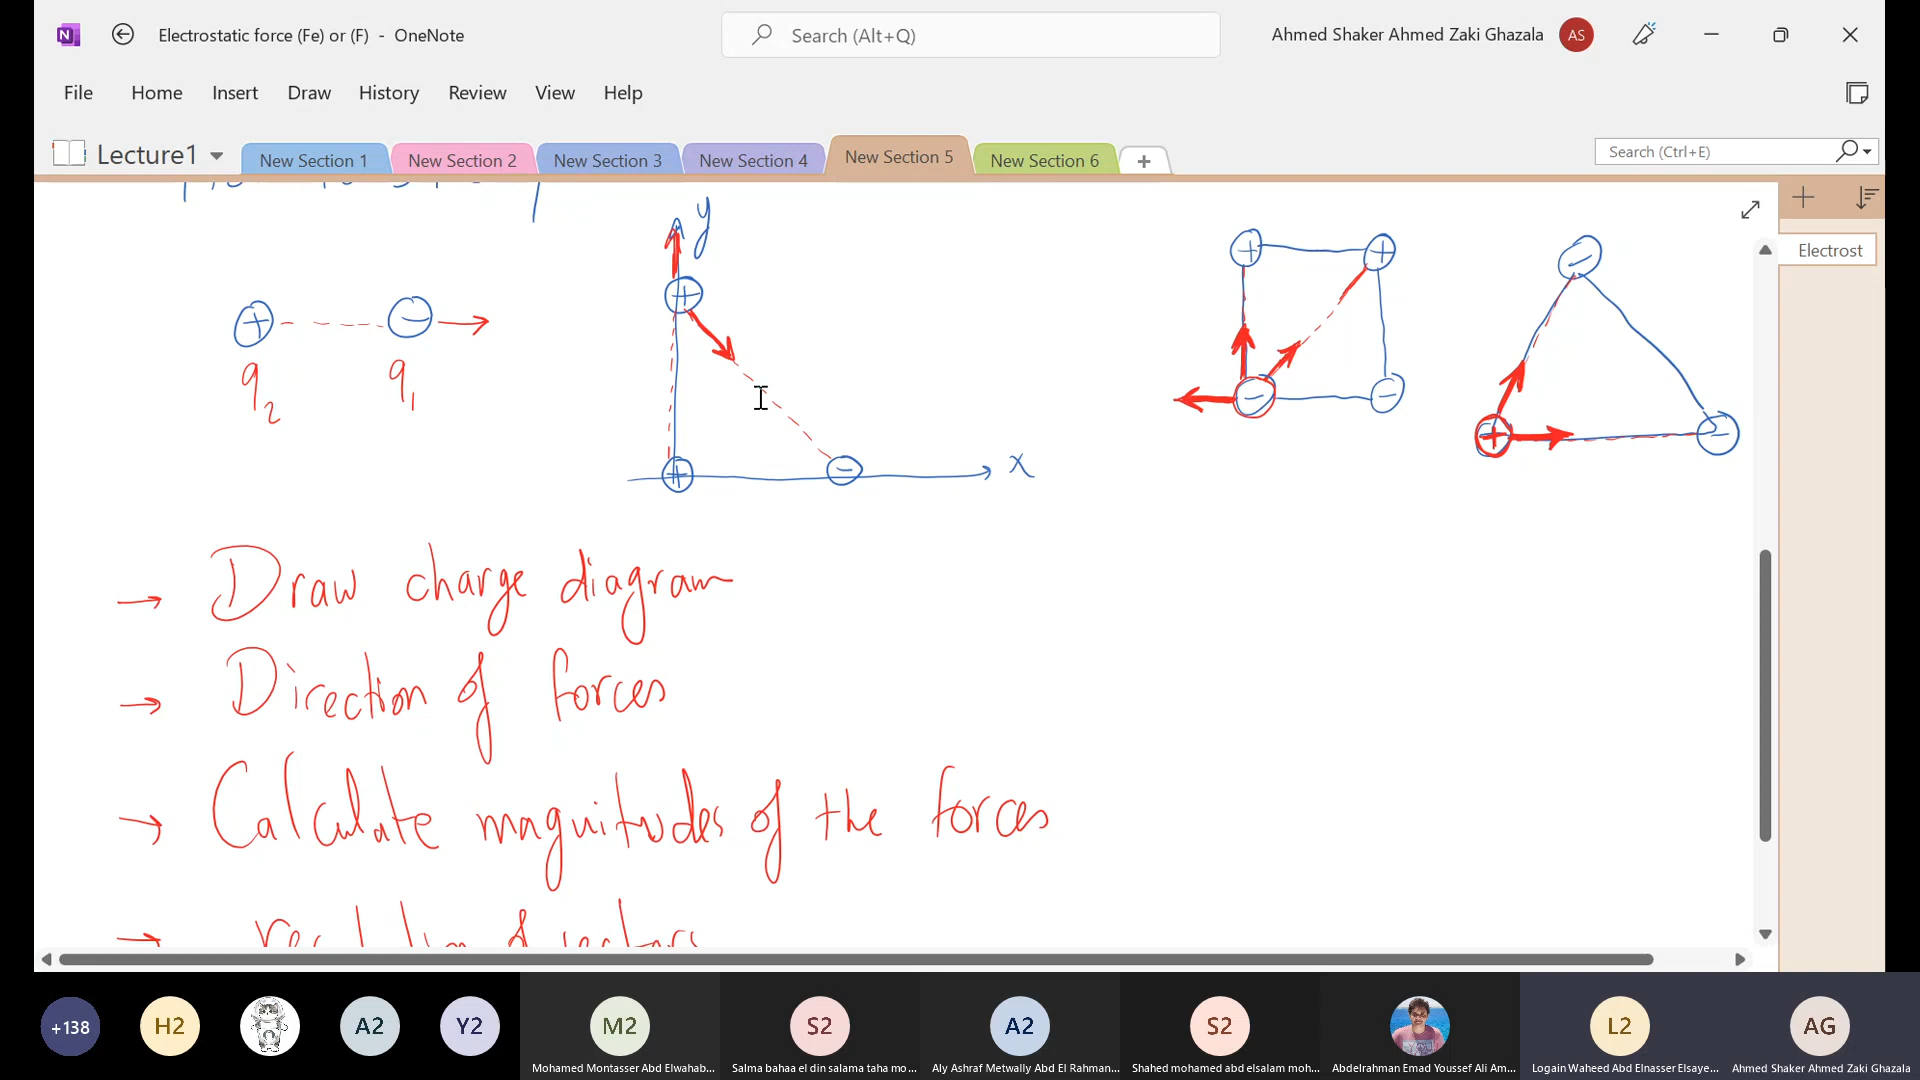 Electrostatic force (Fe) or (F) - OneNote
Search (Alt+Q)
Ahmed Shaker Ahmed Zaki Ghazala
AS
File Home Insert Draw History Review View Help
Lecture1
New Section 1
New Section 2
New Section 3
New Section 4
New Section 5
New Section 6
+
Search (Ctrl+E)
Electrost
y
+
+ -
q2 q1
+ -
x
+ +
- -
-
+ -
→ Draw charge diagram
→ Direction of forces
→ Calculate magnitudes of the forces
→
+138
H2
A2
Y2
M2
S2
A2
S2
L2
AG
Mohamed Montasser Abd Elwahab...
Salma bahaa el din salama taha mo...
Aly Ashraf Metwally Abd El Rahman...
Shahed mohamed abd elsalam moh...
Abdelrahman Emad Youssef Ali Am...
Logain Waheed Abd Elnasser Elsaye...
Ahmed Shaker Ahmed Zaki Ghazala